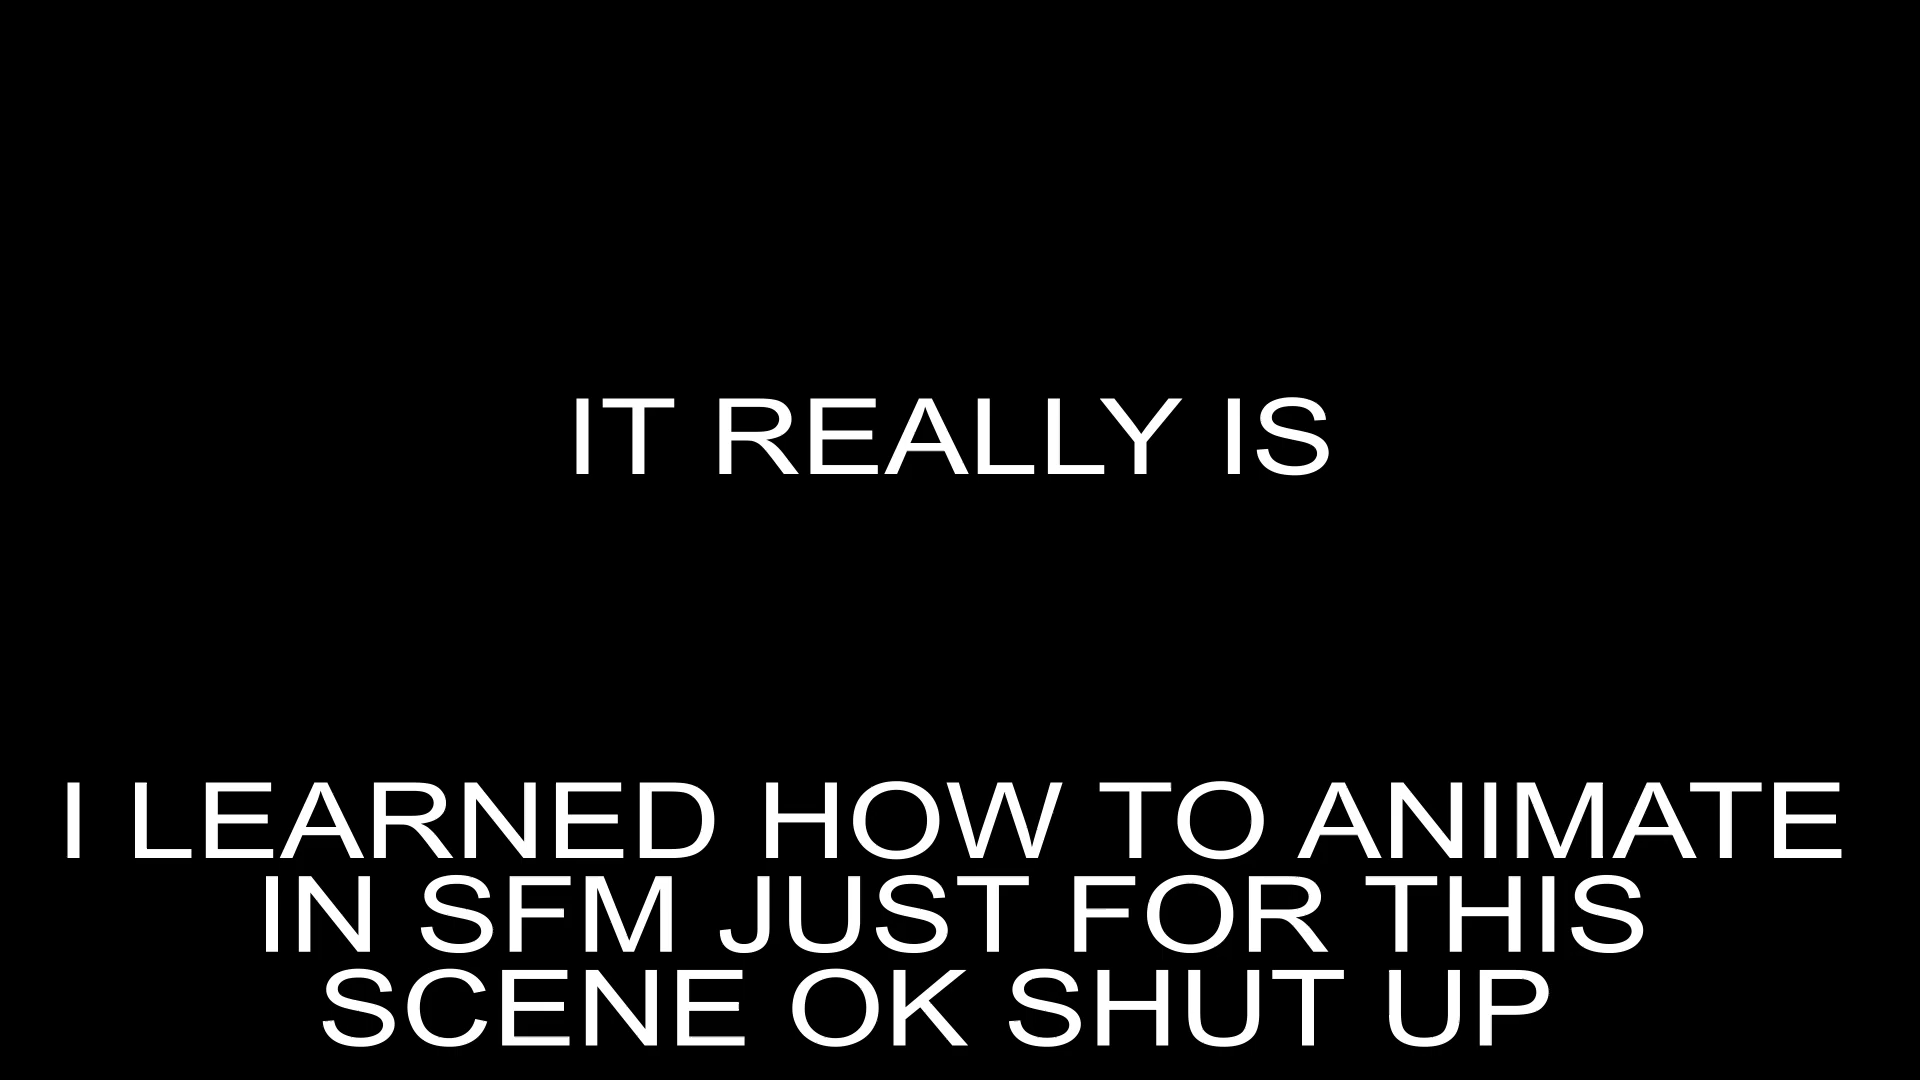 IT REALLY IS
I LEARNED HOW TO ANIMATE
IN SFM JUST FOR THIS
SCENE OK SHUT UP